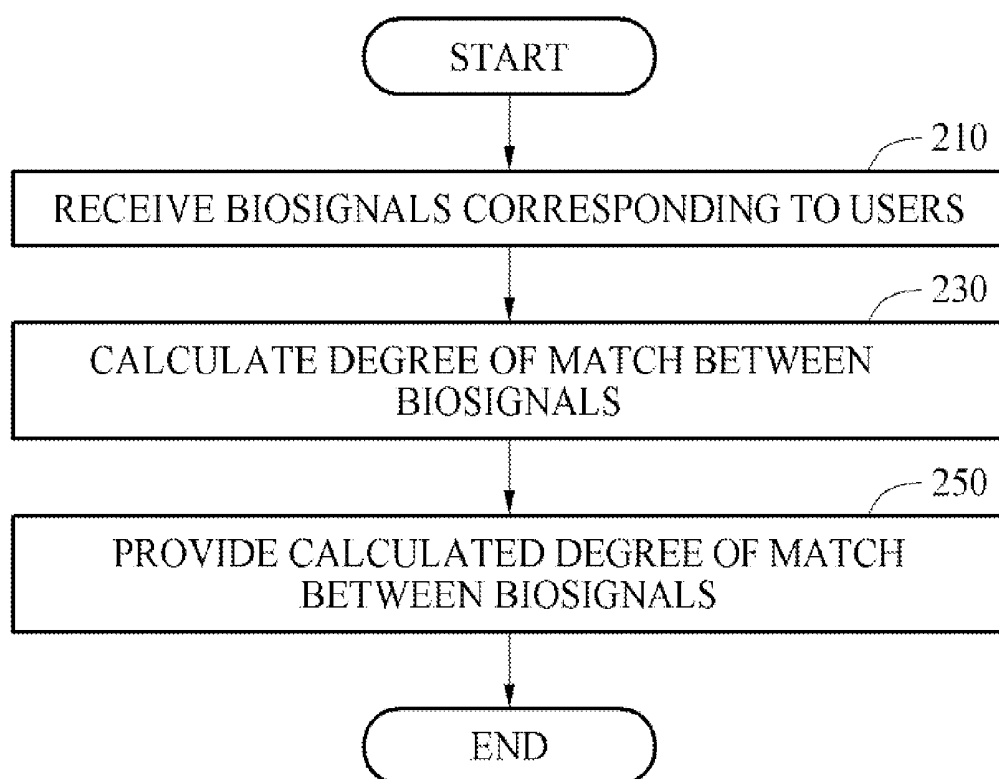 START
210
RECEIVE BIOSIGNALS CORRESPONDING TO USERS
230
CALCULATE DEGREE OF MATCH BETWEEN
BIOSIGNALS
250
PROVIDE CALCULATED DEGREE OF MATCH
BETWEEN BIOSIGNALS
END